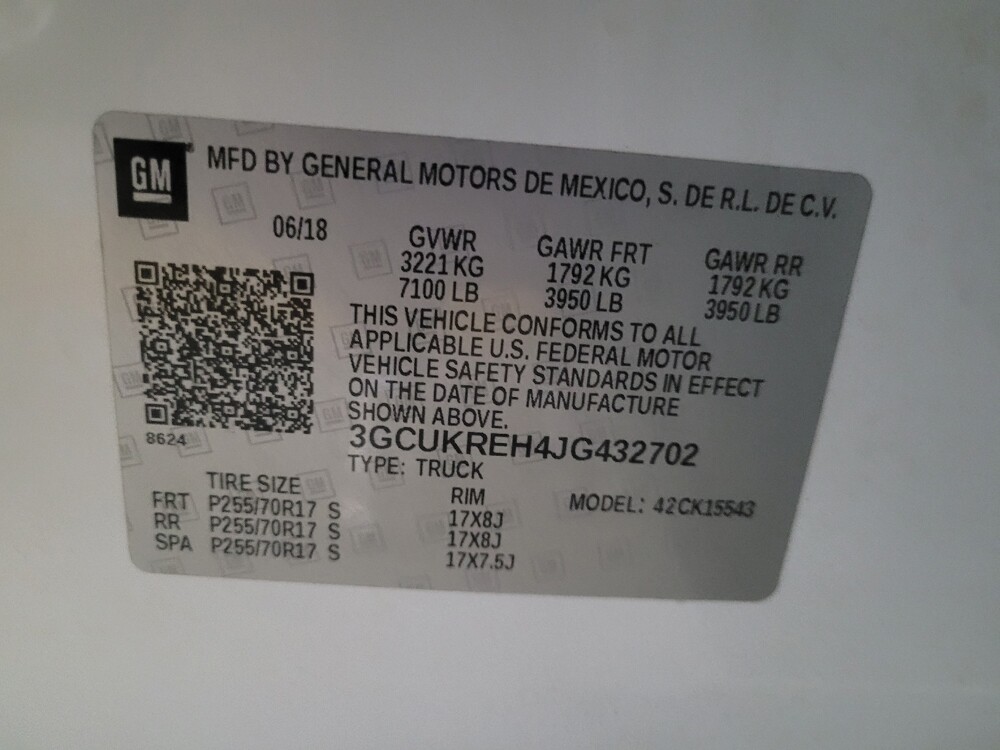 GM MFD BY GENERAL MOTORS DE MEXICO, S. DE R.L. DE C.V.
06/18 GVWR GAWR FRT GAWR RR
3221 KG 1792 KG 1792 KG
7100 LB 3950 LB 3950 LB
THIS VEHICLE CONFORMS TO ALL
APPLICABLE U.S. FEDERAL MOTOR
VEHICLE SAFETY STANDARDS IN EFFECT
ON THE DATE OF MANUFACTURE
SHOWN ABOVE.
8624 3GCUKREH4JG432702
TYPE: TRUCK
TIRE SIZE RIM MODEL: 42CK15543
FRT P255/70R17 S 17X8J
RR P255/70R17 S 17X8J
SPA P255/70R17 S 17X7.5J